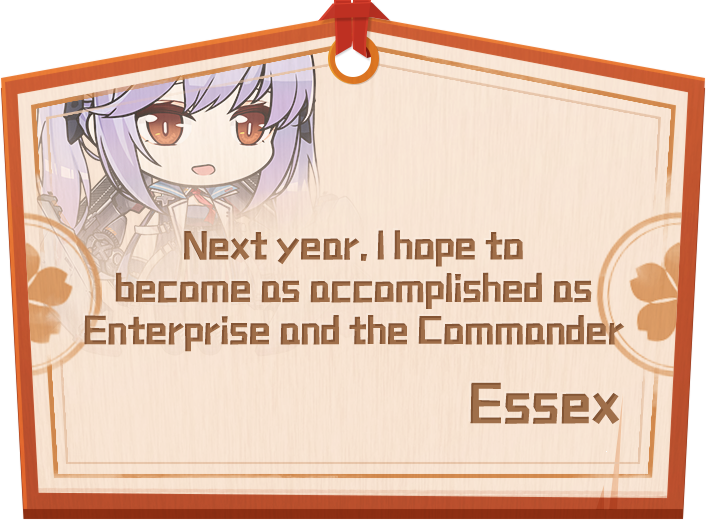 Next year, I hope to
become as accomplished as
Enterprise and the Commander
Essex